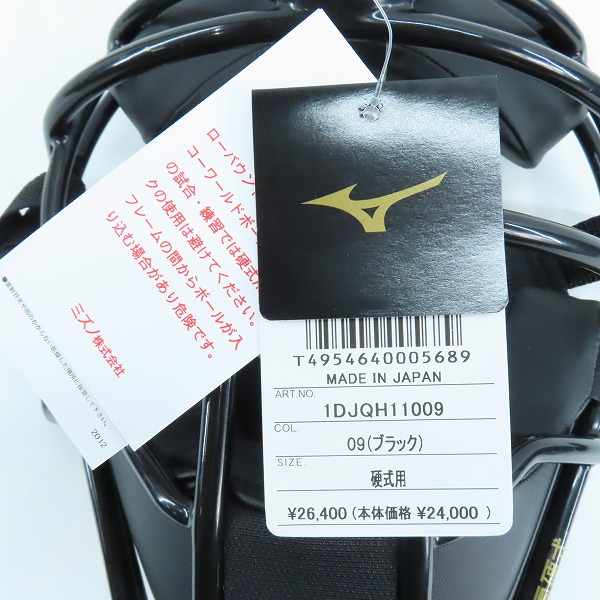 ローバウン
コーワールドボー
の試合・練習では硬式用
クの使用は避けてください。
フレームの間からボールが入
り込む場合があり危険です。
ミズノ株式会社
2012
T4954640005689
MADE IN JAPAN
ART.NO.
1DJQH11009
COL.
09(ブラック)
SIZE.
硬式用
¥26,400(本体価格 ¥24,000 )